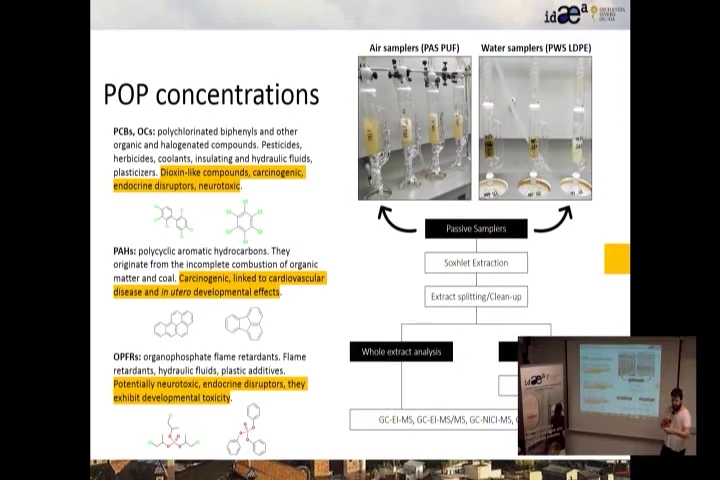 idæa
EXCELENCIA
SEVERO
OCHOA
Air samplers (PAS PUF)
Water samplers (PWS LDPE)
POP concentrations
PCBs, OCs: polychlorinated biphenyls and other
organic and halogenated compounds. Pesticides,
herbicides, coolants, insulating and hydraulic fluids,
plasticizers. Dioxin-like compounds, carcinogenic,
endocrine disruptors, neurotoxic.
PAHs: polycyclic aromatic hydrocarbons. They
originate from the incomplete combustion of organic
matter and coal. Carcinogenic, linked to cardiovascular
disease and in utero developmental effects.
OPFRs: organophosphate flame retardants. Flame
retardants, hydraulic fluids, plastic additives.
Potentially neurotoxic, endocrine disruptors, they
exhibit developmental toxicity.
Passive Samplers
Soxhlet Extraction
Extract splitting/Clean-up
Whole extract analysis
GC-EI-MS, GC-EI-MS/MS, GC-NICI-MS,